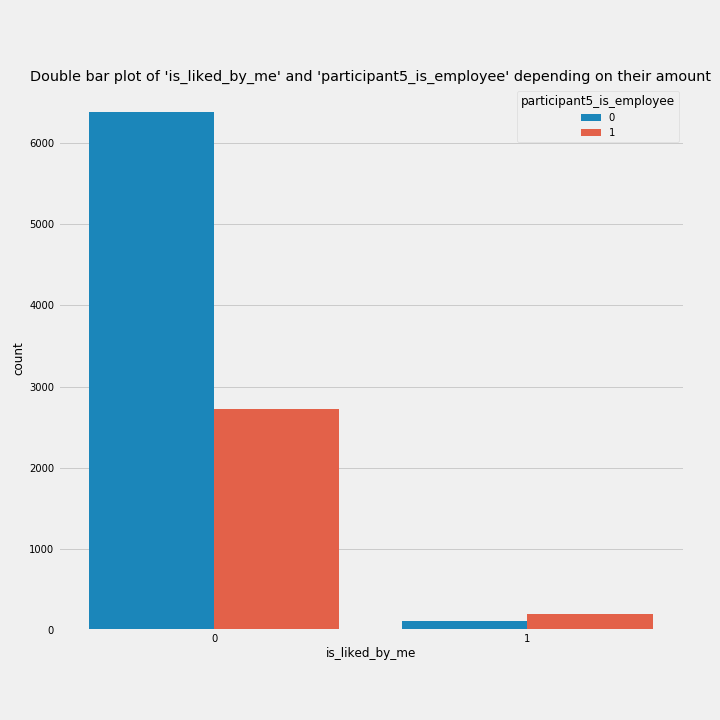 Double bar plot of 'is_liked_by_me' and 'participant5_is_employee' depending on their amount
participant5_is_employee
0
1
6000
5000
4000
3000
2000
1000
0
count
0
1
is_liked_by_me